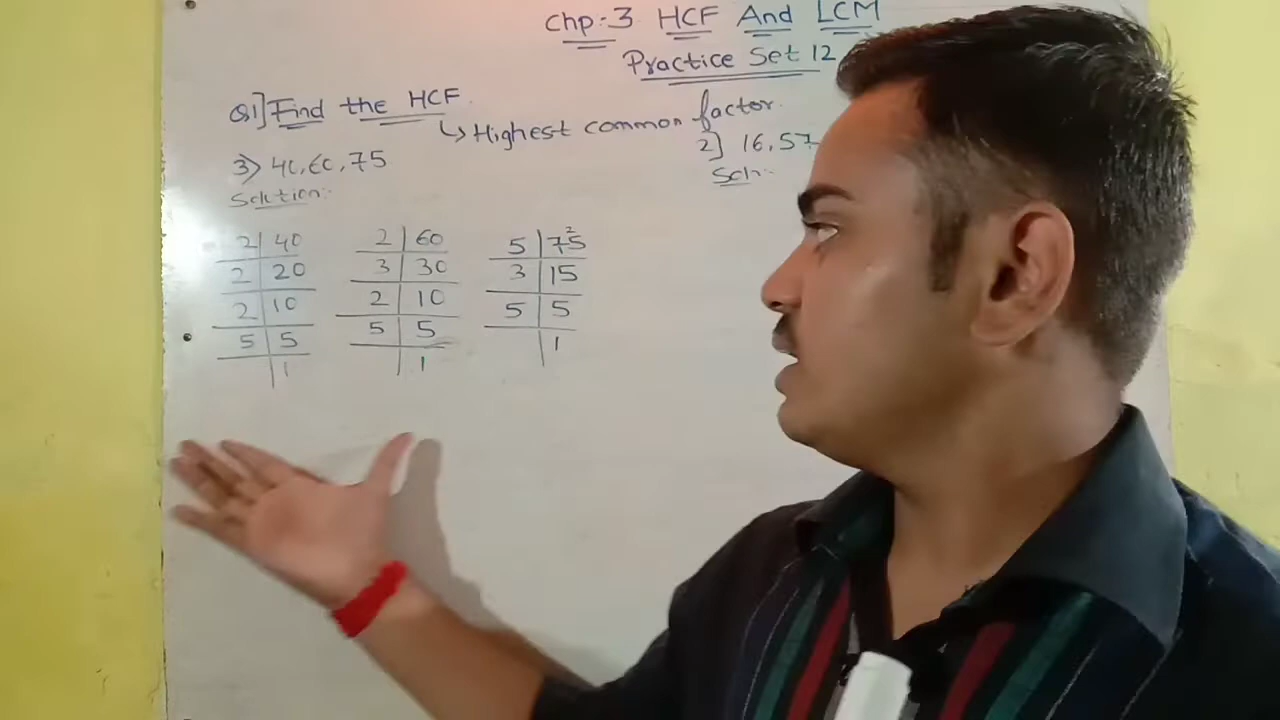 Chp:3 HCF And LCM
Practice Set 12
Q1] Find the HCF
↳ Highest common factor.
3) 40, 60, 75
Solution:-
2 | 40
2 | 20
2 | 10
5 | 5
1
2 | 60
3 | 30
2 | 10
5 | 5
1
5 | 75
2
3 | 15
5 | 5
1
2] 16, 57
Soln:-